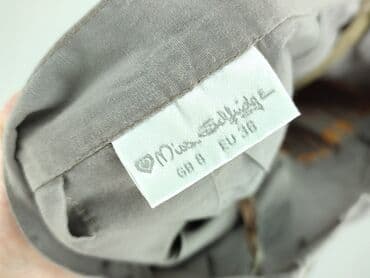 ♥ Miss Selfridge
GB 8 EU 36